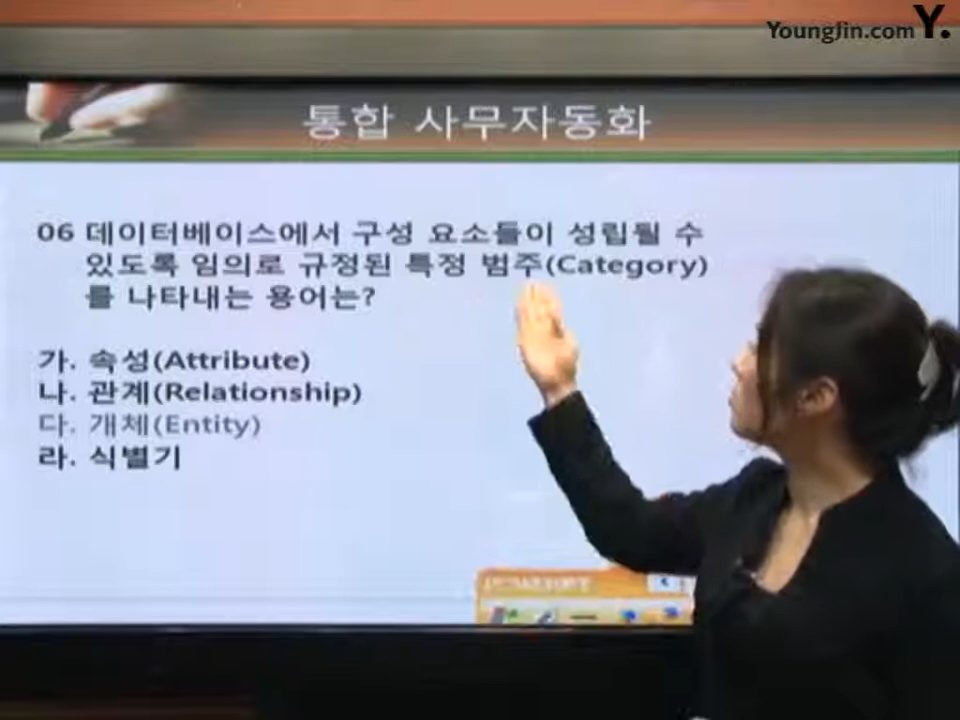 YoungJin.com Y.
통합 사무자동화
06 데이터베이스에서 구성 요소들이 성립될 수
있도록 임의로 규정된 특정 범주(Category)
를 나타내는 용어는?
가. 속성(Attribute)
나. 관계(Relationship)
다. 개체(Entity)
라. 식별기